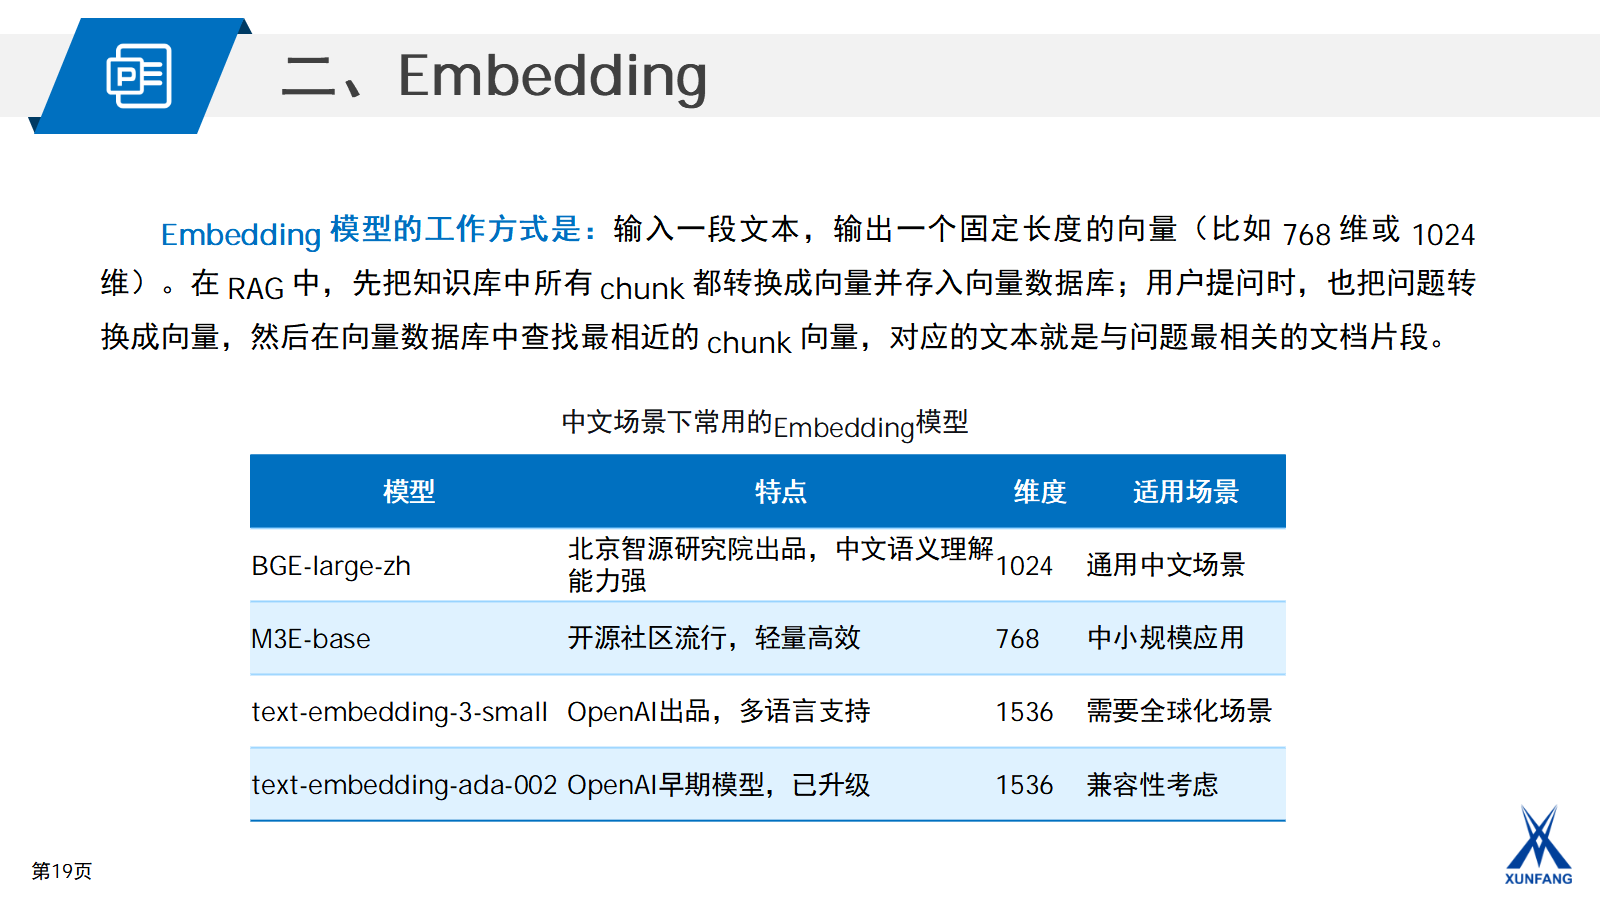 二、Embedding
Embedding 模型的工作方式是：输入一段文本，输出一个固定长度的向量（比如 768 维或 1024
维）。在 RAG 中，先把知识库中所有 chunk 都转换成向量并存入向量数据库；用户提问时，也把问题转
换成向量，然后在向量数据库中查找最相近的 chunk 向量，对应的文本就是与问题最相关的文档片段。
中文场景下常用的Embedding模型
模型 特点 维度 适用场景
BGE-large-zh 北京智源研究院出品，中文语义理解
能力强 1024 通用中文场景
M3E-base 开源社区流行，轻量高效 768 中小规模应用
text-embedding-3-small OpenAI出品，多语言支持 1536 需要全球化场景
text-embedding-ada-002 OpenAI早期模型，已升级 1536 兼容性考虑
第19页
XUNFANG